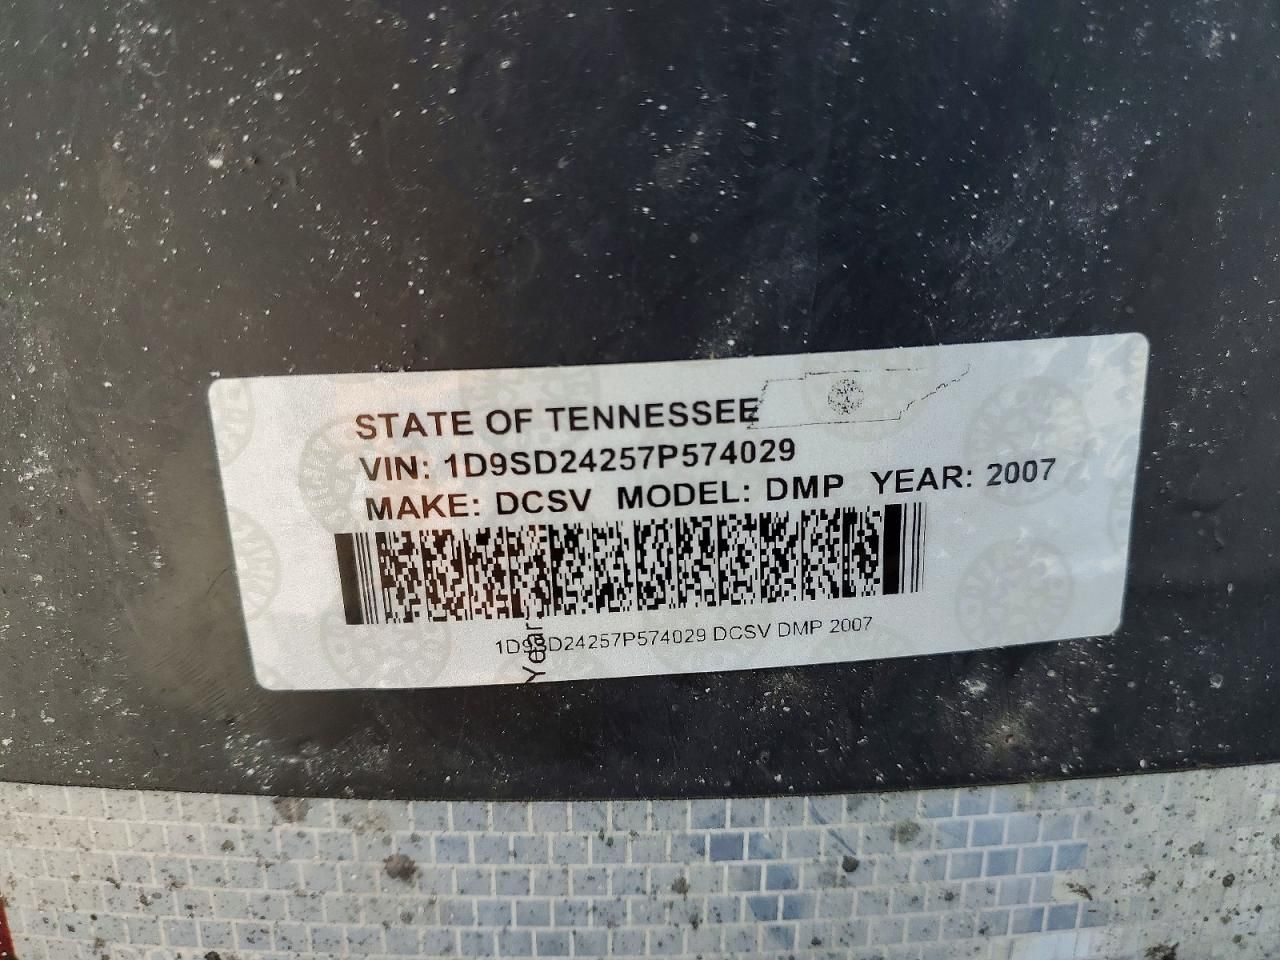 STATE OF TENNESSEE
VIN: 1D9SD24257P574029
MAKE: DCSV MODEL: DMP YEAR: 2007
1D9SD24257P574029 DCSV DMP 2007
Year